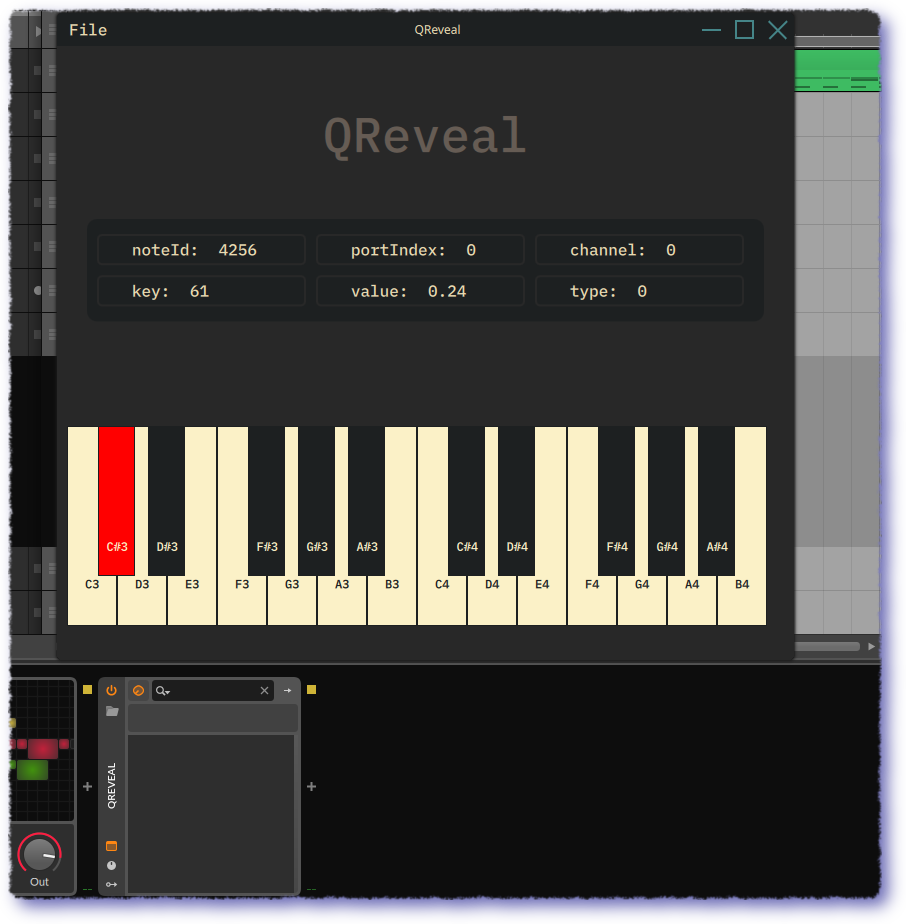 File QReveal
QReveal
noteId: 4256 portIndex: 0 channel: 0
key: 61 value: 0.24 type: 0
C#3 D#3 F#3 G#3 A#3 C#4 D#4 F#4 G#4 A#4
C3 D3 E3 F3 G3 A3 B3 C4 D4 E4 F4 G4 A4 B4
QREVEAL
Out